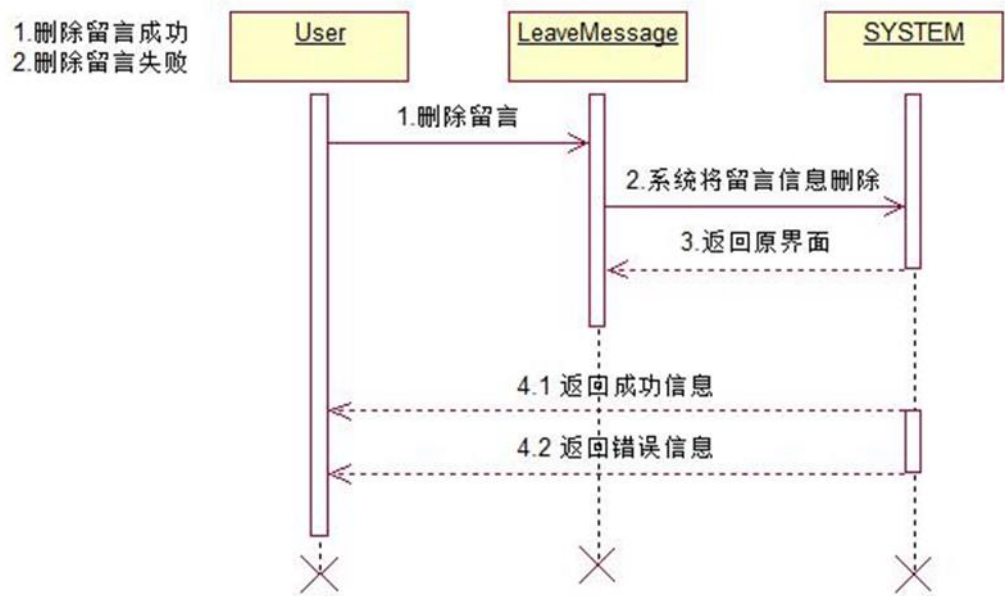 1.删除留言成功
2.删除留言失败
User
LeaveMessage
SYSTEM
1.删除留言
2.系统将留言信息删除
3.返回原界面
4.1 返回成功信息
4.2 返回错误信息